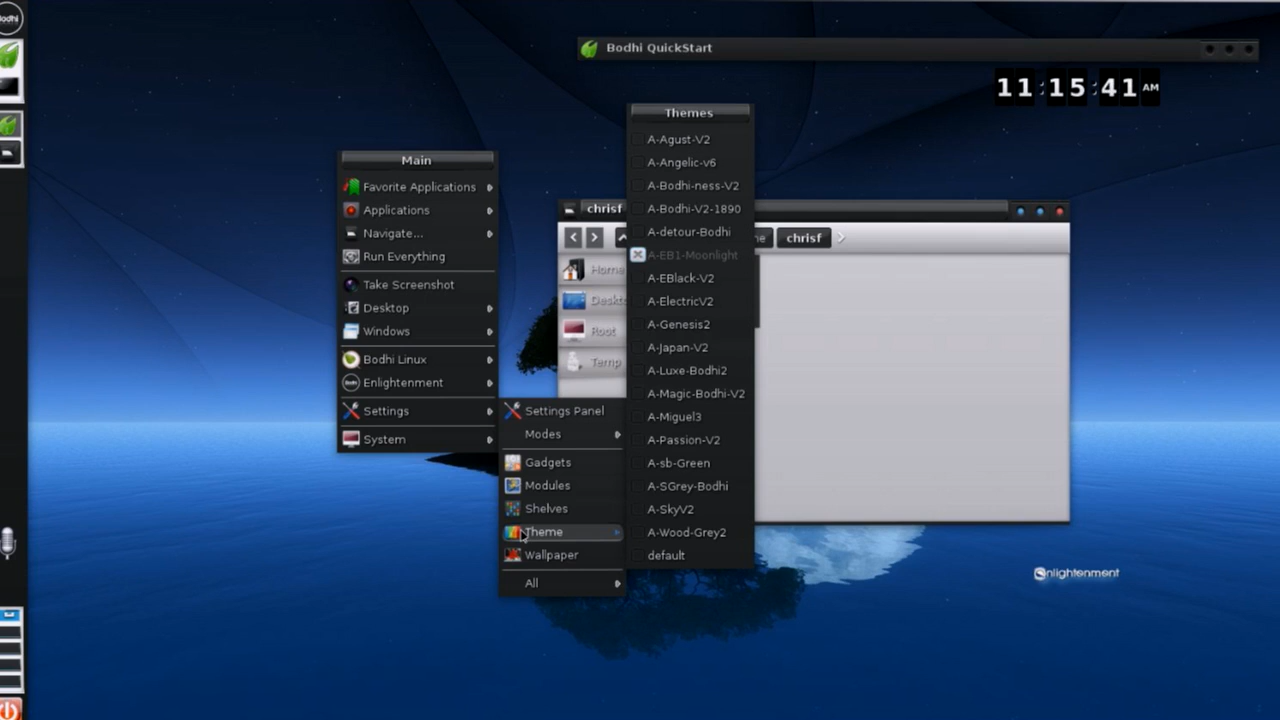 Bodhi
Bodhi QuickStart
11:15:41 AM
Main
Favorite Applications
Applications
Navigate...
Run Everything
Take Screenshot
Desktop
Windows
Bodhi Linux
Enlightenment
Settings
System
Settings Panel
Modes
Gadgets
Modules
Shelves
Theme
Wallpaper
All
Themes
A-Agust-V2
A-Angelic-v6
A-Bodhi-ness-V2
A-Bodhi-V2-1890
A-detour-Bodhi
A-EB1-Moonlight
A-EBlack-V2
A-ElectricV2
A-Genesis2
A-Japan-V2
A-Luxe-Bodhi2
A-Magic-Bodhi-V2
A-Miguel3
A-Passion-V2
A-sb-Green
A-SGrey-Bodhi
A-SkyV2
A-Wood-Grey2
default
chrisf
chrisf
Home
Root
Temp
Enlightenment